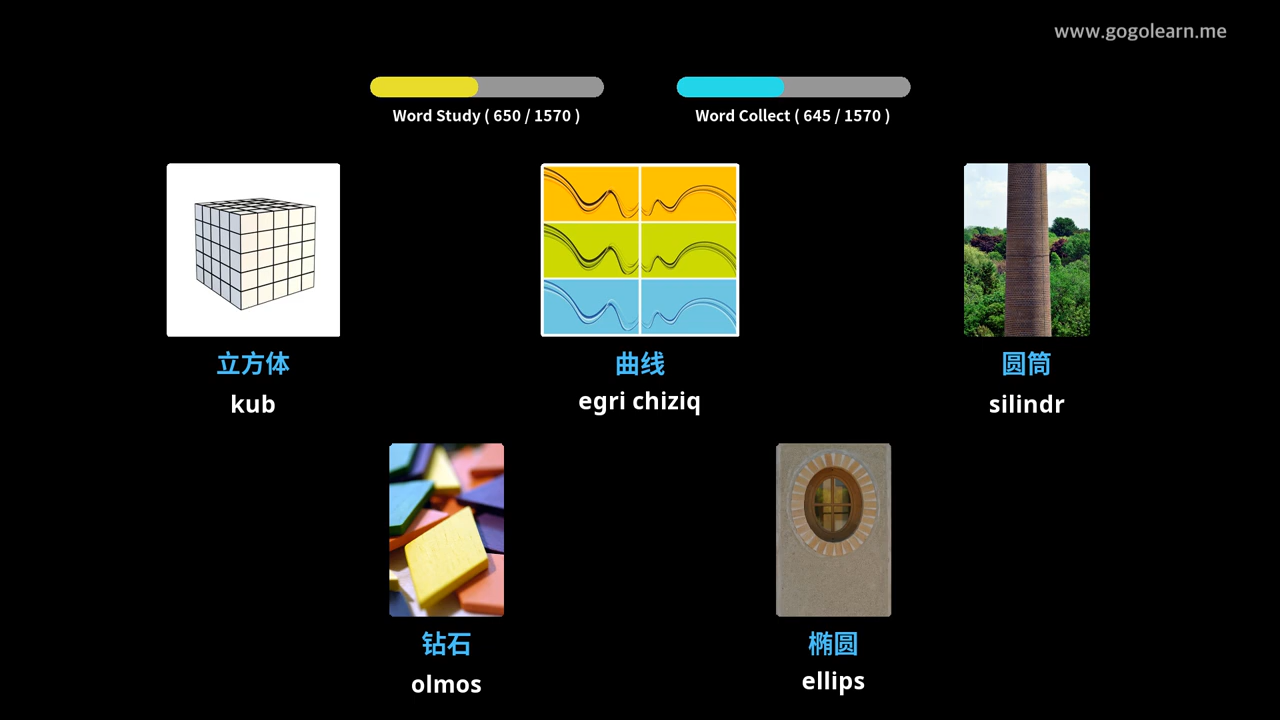 www.gogolearn.me
Word Study ( 650 / 1570 )
Word Collect ( 645 / 1570 )
立方体
kub
曲线
egri chiziq
圆筒
silindr
钻石
olmos
椭圆
ellips